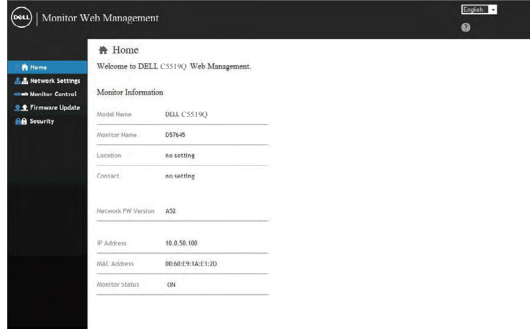 DELL Monitor Web Management
English
Home
Network Settings
Monitor Control
Firmware Update
Security
Home
Welcome to DELL C5519Q Web Management.
Monitor Information
Model Name DELL C5519Q
Monitor Name D57645
Location no setting
Contact no setting
Network FW Version A52
IP Address 10.0.50.100
MAC Address 00:60:E9:1A:E1:2D
Monitor Status ON